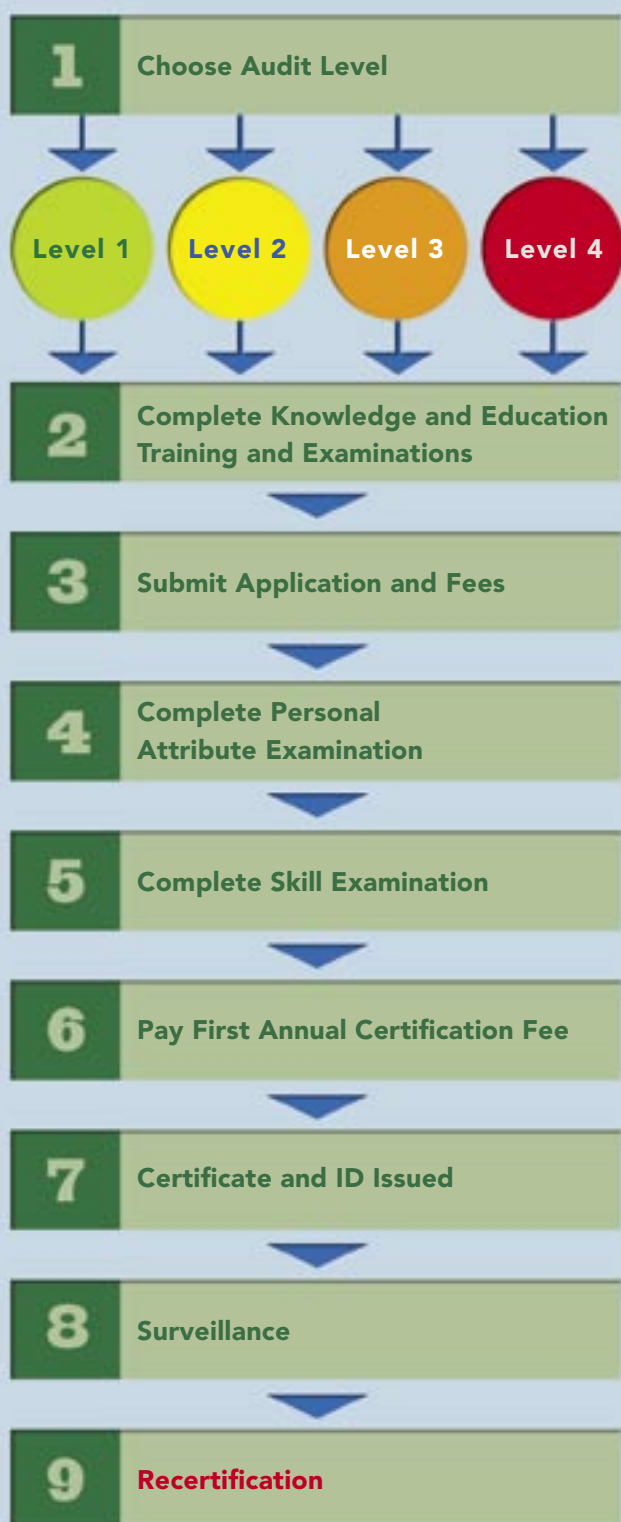 1 Choose Audit Level
Level 1 Level 2 Level 3 Level 4
2 Complete Knowledge and Education
Training and Examinations
3 Submit Application and Fees
4 Complete Personal
Attribute Examination
5 Complete Skill Examination
6 Pay First Annual Certification Fee
7 Certificate and ID Issued
8 Surveillance
9 Recertification